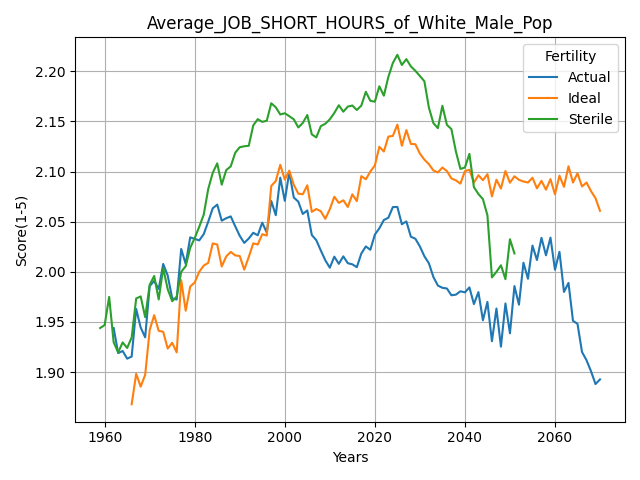 Average_JOB_SHORT_HOURS_of_White_Male_Pop
Fertility
Actual
Ideal
Sterile
Score(1-5)
2.20
2.15
2.10
2.05
2.00
1.95
1.90
1960 1980 2000 2020 2040 2060
Years